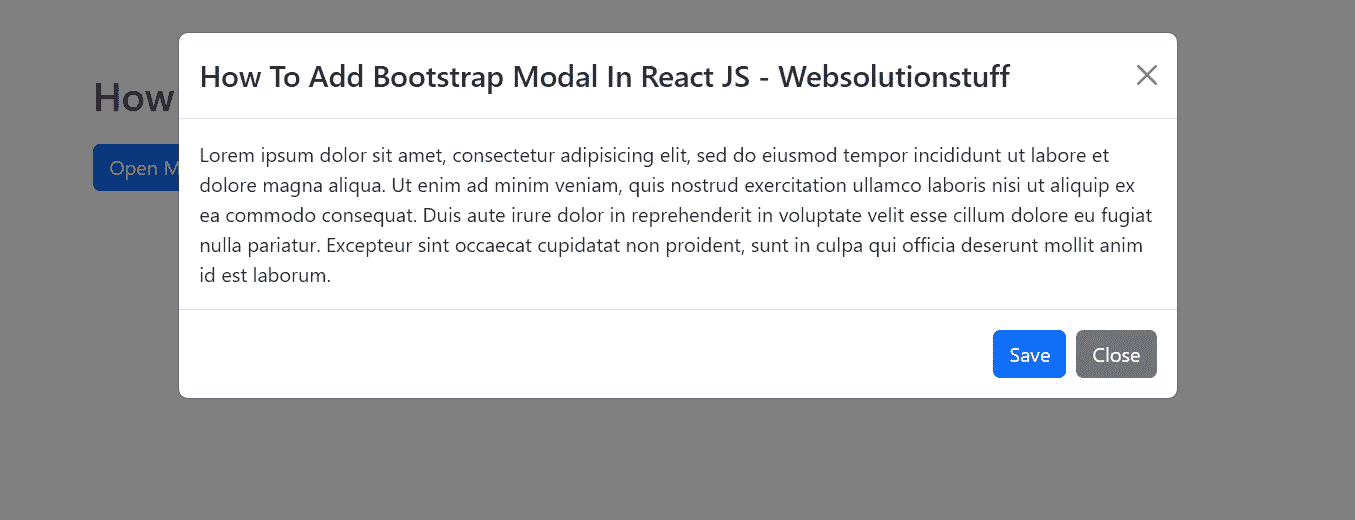 How To Add Bootstrap Modal In React JS - Websolutionstuff
How
Open M
Lorem ipsum dolor sit amet, consectetur adipisicing elit, sed do eiusmod tempor incididunt ut labore et
dolore magna aliqua. Ut enim ad minim veniam, quis nostrud exercitation ullamco laboris nisi ut aliquip ex
ea commodo consequat. Duis aute irure dolor in reprehenderit in voluptate velit esse cillum dolore eu fugiat
nulla pariatur. Excepteur sint occaecat cupidatat non proident, sunt in culpa qui officia deserunt mollit anim
id est laborum.
Save Close